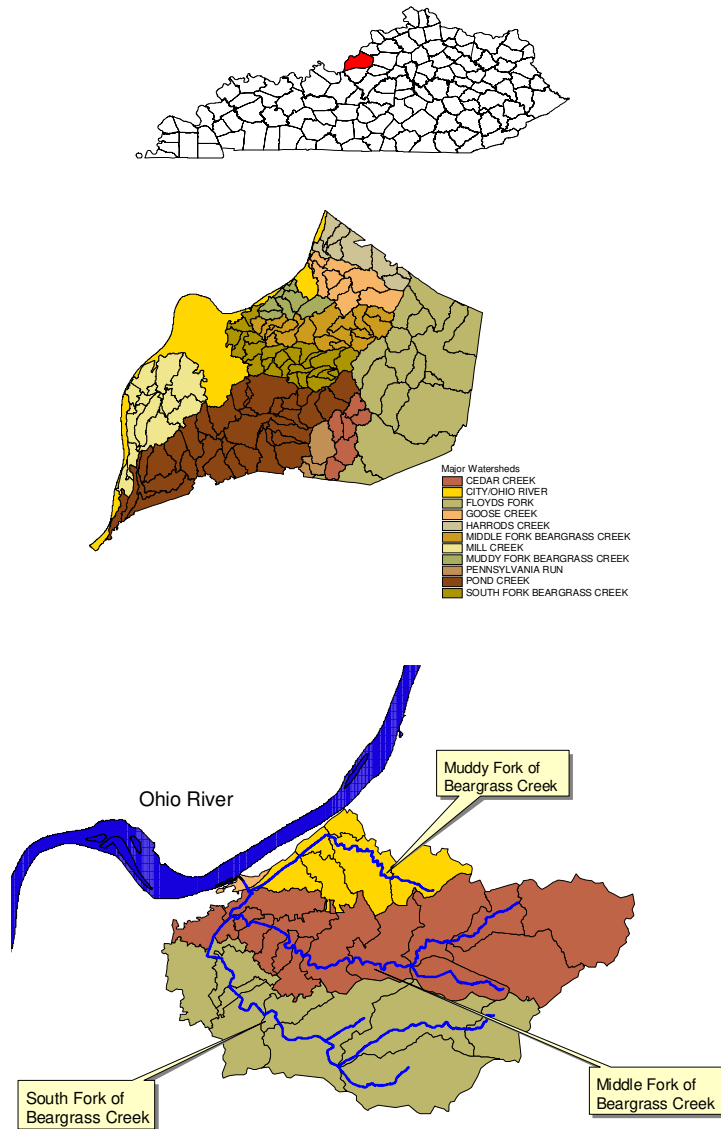 Major Watersheds
CEDAR CREEK
CITY/OHIO RIVER
FLOYDS FORK
GOOSE CREEK
HARRODS CREEK
MIDDLE FORK BEARGRASS CREEK
MILL CREEK
MUDDY FORK BEARGRASS CREEK
PENNSYLVANIA RUN
POND CREEK
SOUTH FORK BEARGRASS CREEK
Muddy Fork of
Beargrass Creek
Ohio River
South Fork of
Beargrass Creek
Middle Fork of
Beargrass Creek